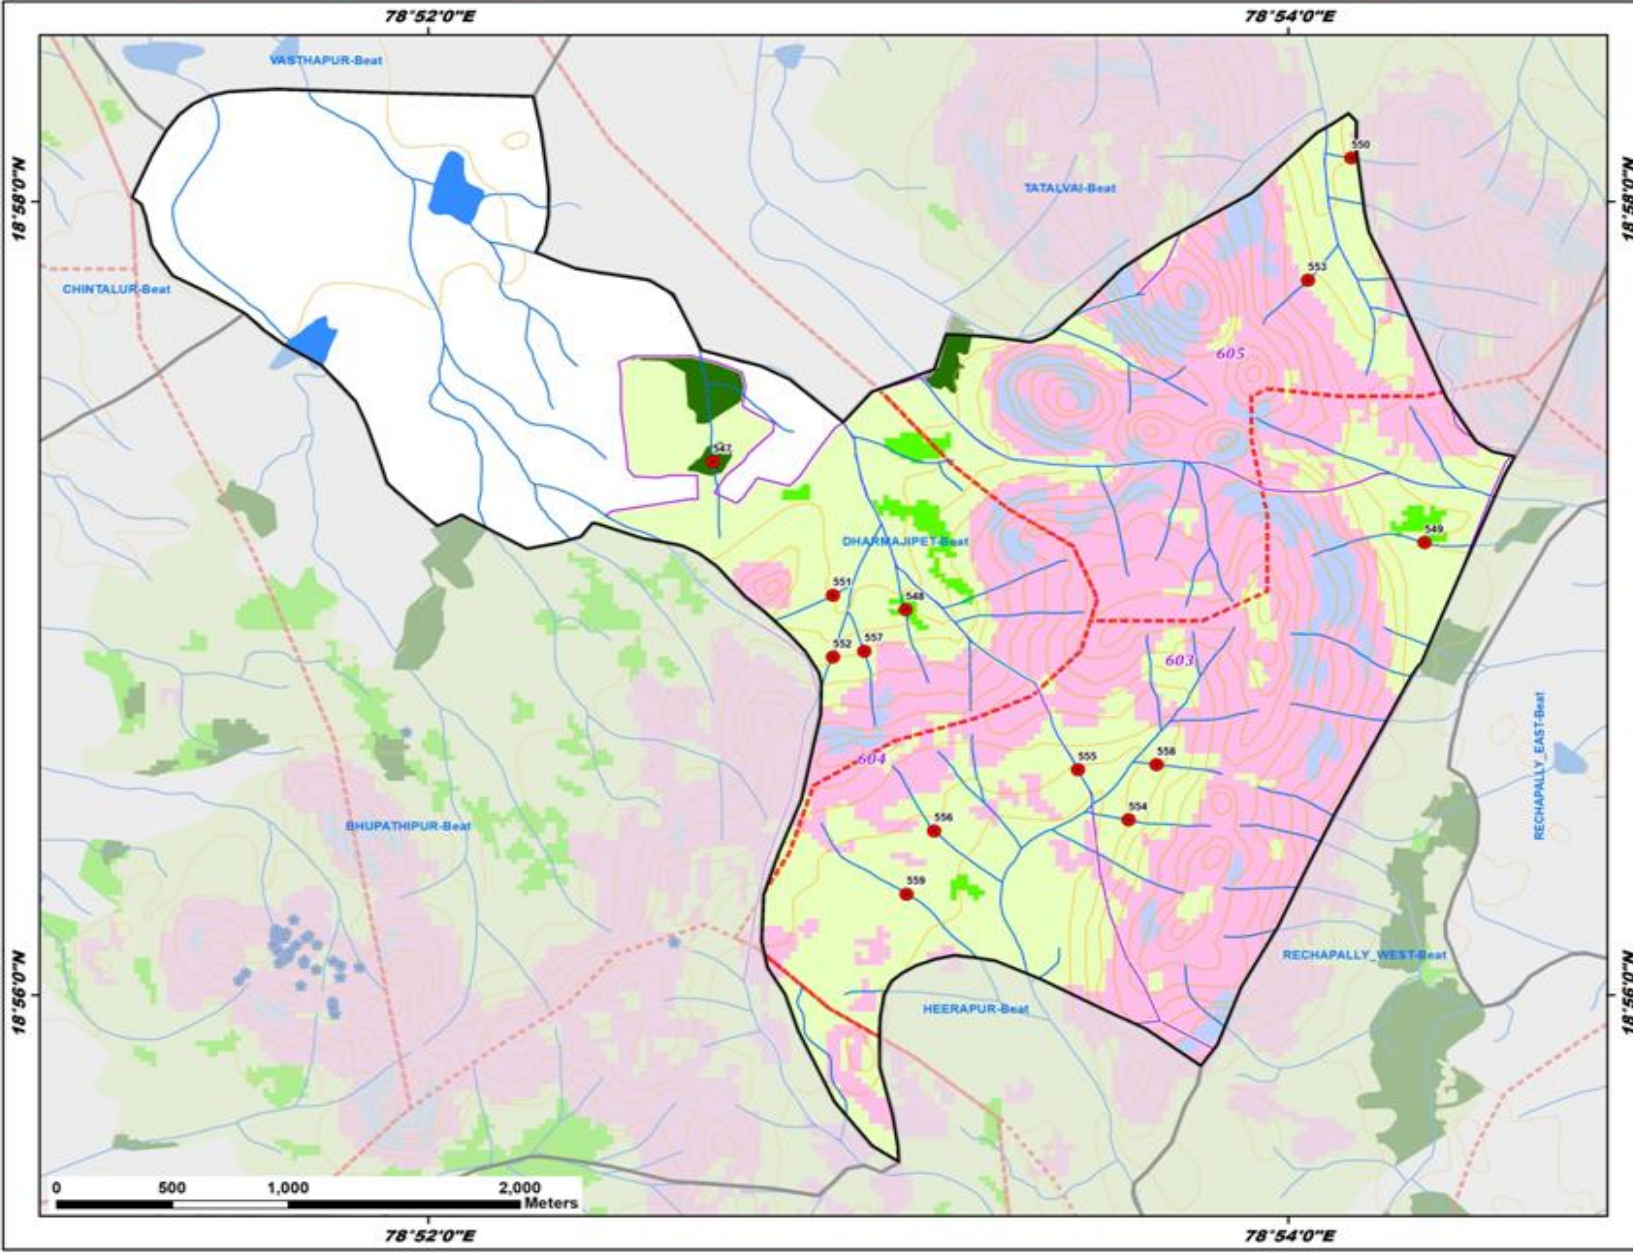 78°52'0"E
78°54'0"E
VASTHAPUR-Beat
550
18°58'0"N
18°58'0"N
TATALVAI-Beat
553
CHINTALUR-Beat
605
547
549
DHARMAJIPET-Beat
551
548
552
557
603
RECHAPALLY_EAST-Beat
604
555
558
BHUPATHIPUR-Beat
556
554
559
RECHAPALLY_WEST-Beat
18°56'0"N
18°56'0"N
HEERAPUR-Beat
0 500 1,000 2,000
Meters
78°52'0"E
78°54'0"E